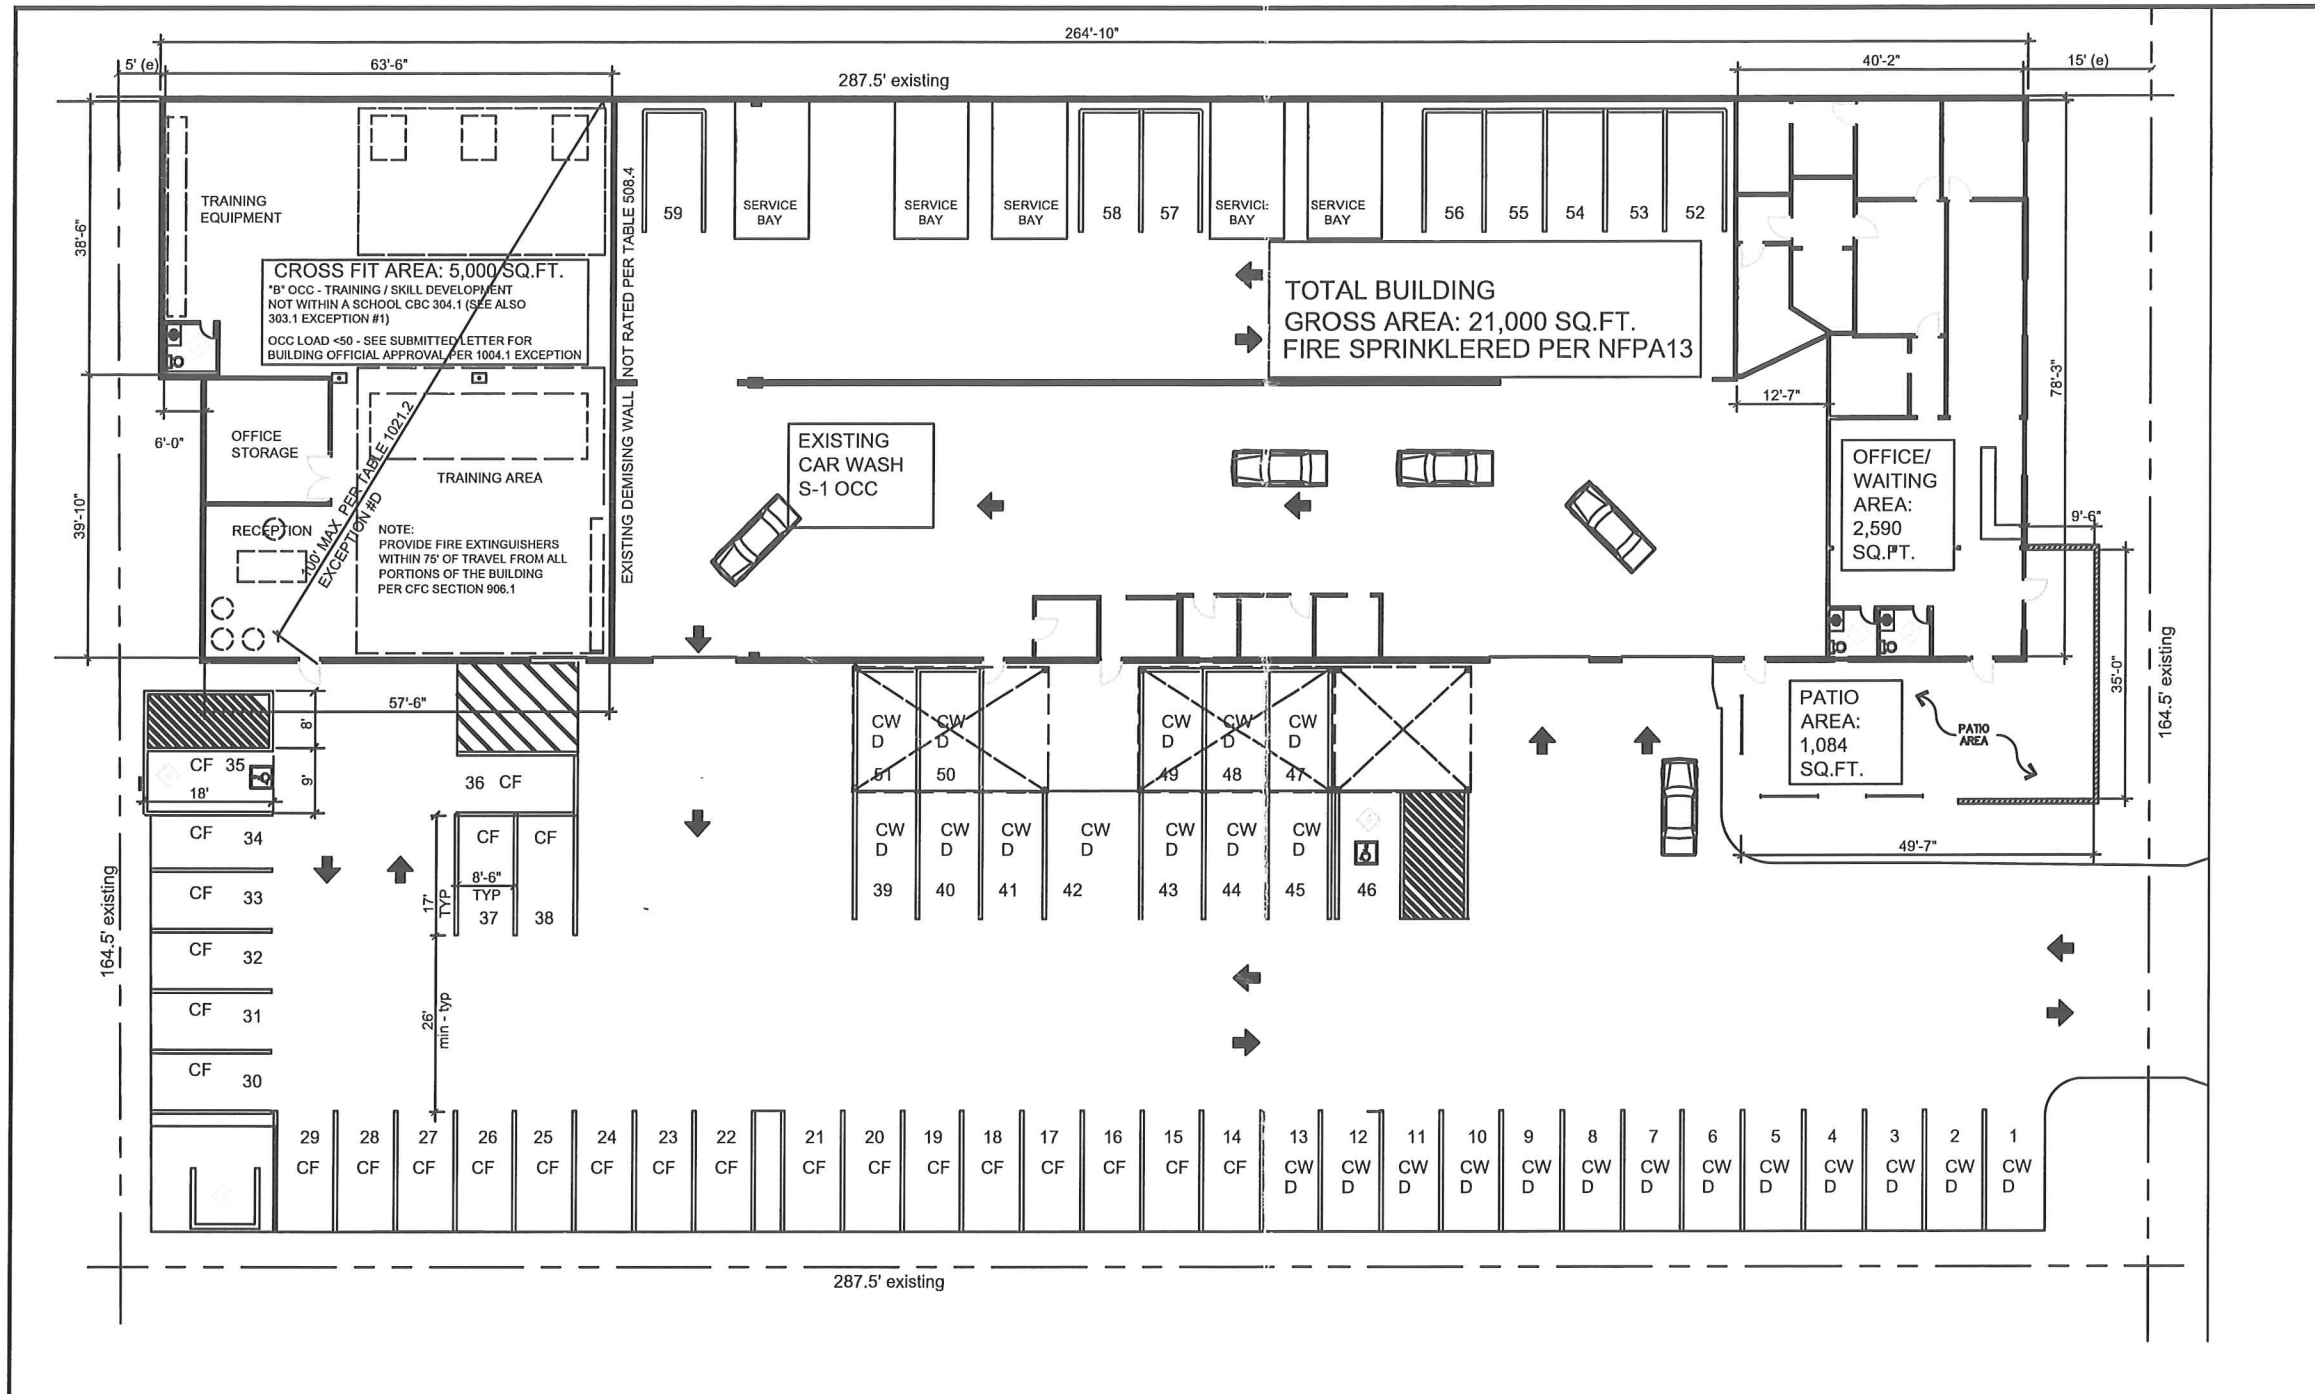 264'-10"
5' (e)
63'-6"
287.5' existing
40'-2"
15' (e)
38'-6"
TRAINING
EQUIPMENT
CROSS FIT AREA: 5,000 SQ.FT.
"B" OCC - TRAINING / SKILL DEVELOPMENT
NOT WITHIN A SCHOOL CBC 304.1 (SEE ALSO
303.1 EXCEPTION #1)
OCC LOAD <50 - SEE SUBMITTED LETTER FOR
BUILDING OFFICIAL APPROVAL PER 1004.1 EXCEPTION
EXISTING DEMISING WALL NOT RATED PER TABLE 508.4
59
SERVICE
BAY
SERVICE
BAY
SERVICE
BAY
58
57
SERVICE
BAY
SERVICE
BAY
56
55
54
53
52
TOTAL BUILDING
GROSS AREA: 21,000 SQ.FT.
FIRE SPRINKLERED PER NFPA13
78'-3"
12'-7"
6'-0"
39'-10"
OFFICE
STORAGE
100' MAX. PER TABLE 1021.2
EXCEPTION #D
TRAINING AREA
RECEPTION
NOTE:
PROVIDE FIRE EXTINGUISHERS
WITHIN 75' OF TRAVEL FROM ALL
PORTIONS OF THE BUILDING
PER CFC SECTION 906.1
EXISTING
CAR WASH
S-1 OCC
OFFICE/
WAITING
AREA:
2,590
SQ.FT.
9'-6"
35'-0"
164.5' existing
57'-6"
8'
9'
CF 35
18'
36 CF
CW
D
51
CW
D
50
CW
D
49
CW
D
48
CW
D
47
PATIO
AREA:
1,084
SQ.FT.
PATIO
AREA
49'-7"
CF 34
CF 33
CF 32
CF 31
CF 30
164.5' existing
CF
CF
8'-6"
TYP
37
38
17'
TYP
26'
min - typ
CW
D
39
CW
D
40
CW
D
41
CW
D
42
CW
D
43
CW
D
44
CW
D
45
46
29 28 27 26 25 24 23 22 21 20 19 18 17 16 15 14 13 12 11 10 9 8 7 6 5 4 3 2 1
CF CF CF CF CF CF CF CF CF CF CF CF CF CF CF CF CW CW CW CW CW CW CW CW CW CW CW CW CW
D D D D D D D D D D D D D
287.5' existing